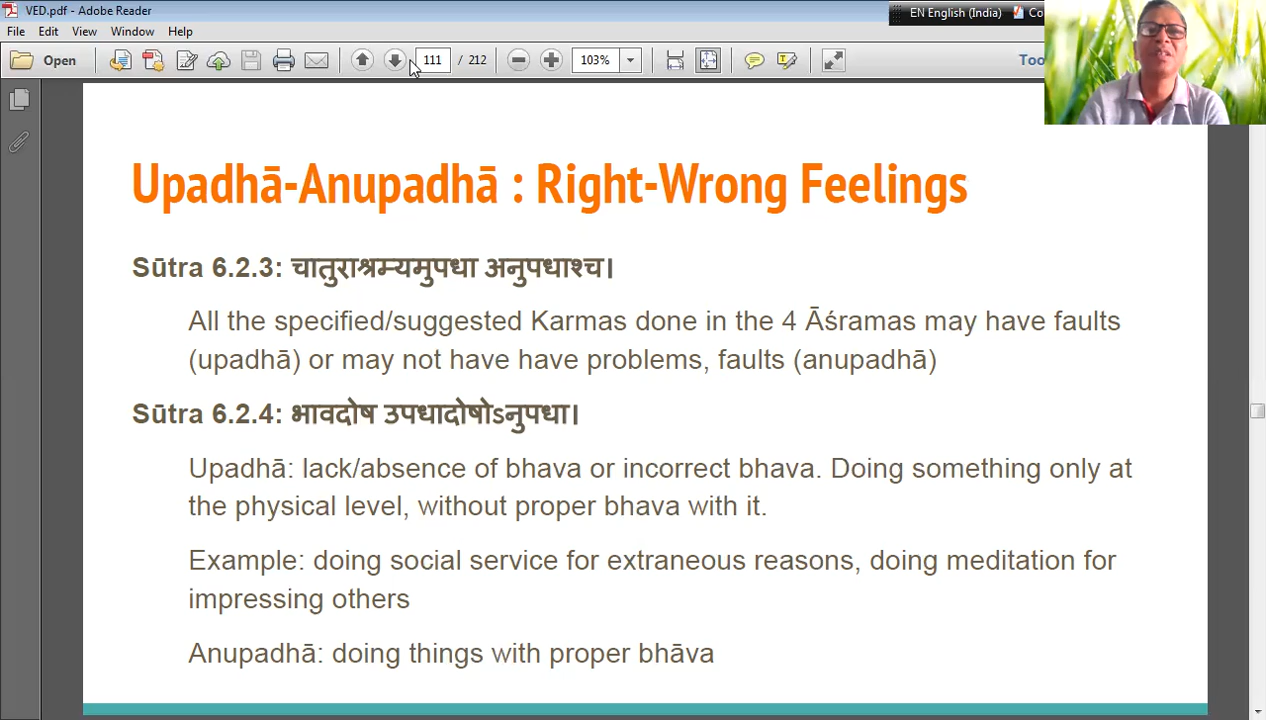 VED.pdf - Adobe Reader
EN English (India)
Co
File Edit View Window Help
Open
111 / 212
103%
Too
Upadhā-Anupadhā : Right-Wrong Feelings
Sūtra 6.2.3: चातुराश्रम्यमुपधा अनुपधाश्च।
All the specified/suggested Karmas done in the 4 Āśramas may have faults
(upadhā) or may not have have problems, faults (anupadhā)
Sūtra 6.2.4: भावदोष उपधादोषोऽनुपधा।
Upadhā: lack/absence of bhava or incorrect bhava. Doing something only at
the physical level, without proper bhava with it.
Example: doing social service for extraneous reasons, doing meditation for
impressing others
Anupadhā: doing things with proper bhāva